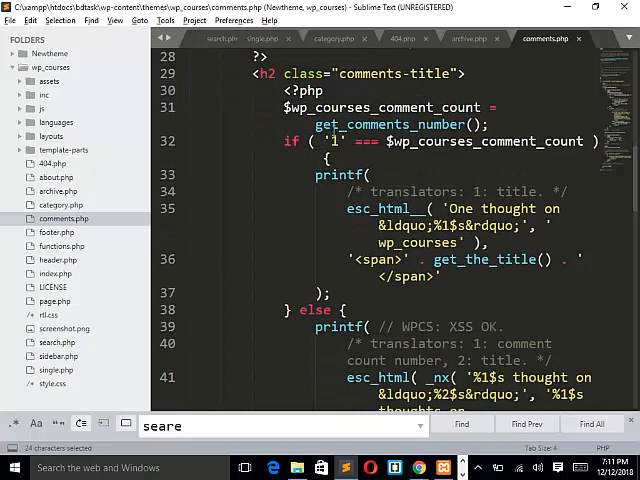 C:\xampp\htdocs\bdtask\wp-content\themes\wp_courses\comments.php (Newtheme, wp_courses) - Sublime Text (UNREGISTERED)
File Edit Selection Find View Goto Tools Project Preferences Help
FOLDERS
Newtheme
wp_courses
assets
inc
js
languages
layouts
template-parts
404.php
about.php
archive.php
category.php
comments.php
footer.php
functions.php
header.php
index.php
LICENSE
page.php
rtl.css
screenshot.png
search.php
sidebar.php
single.php
style.css
search.php single.php category.php 404.php archive.php comments.php
28 ?>
29 <h2 class="comments-title">
30 <?php
31 $wp_courses_comment_count =
get_comments_number();
32 if ( '1' === $wp_courses_comment_count )
{
33 printf(
34 /* translators: 1: title. */
35 esc_html__( 'One thought on
&ldquo;%1$s&rdquo;', '
wp_courses' ),
36 '<span>' . get_the_title() . '
</span>'
37 );
38 } else {
39 printf( // WPCS: XSS OK.
40 /* translators: 1: comment
count number, 2: title. */
41 esc_html( _nx( '%1$s thought on
&ldquo;%2$s&rdquo;', '%1$s
thoughts on
.* Aa “” seare Find Find Prev Find All
24 characters selected Tab Size: 4 PHP
Search the web and Windows
7:11 PM
12/12/2018